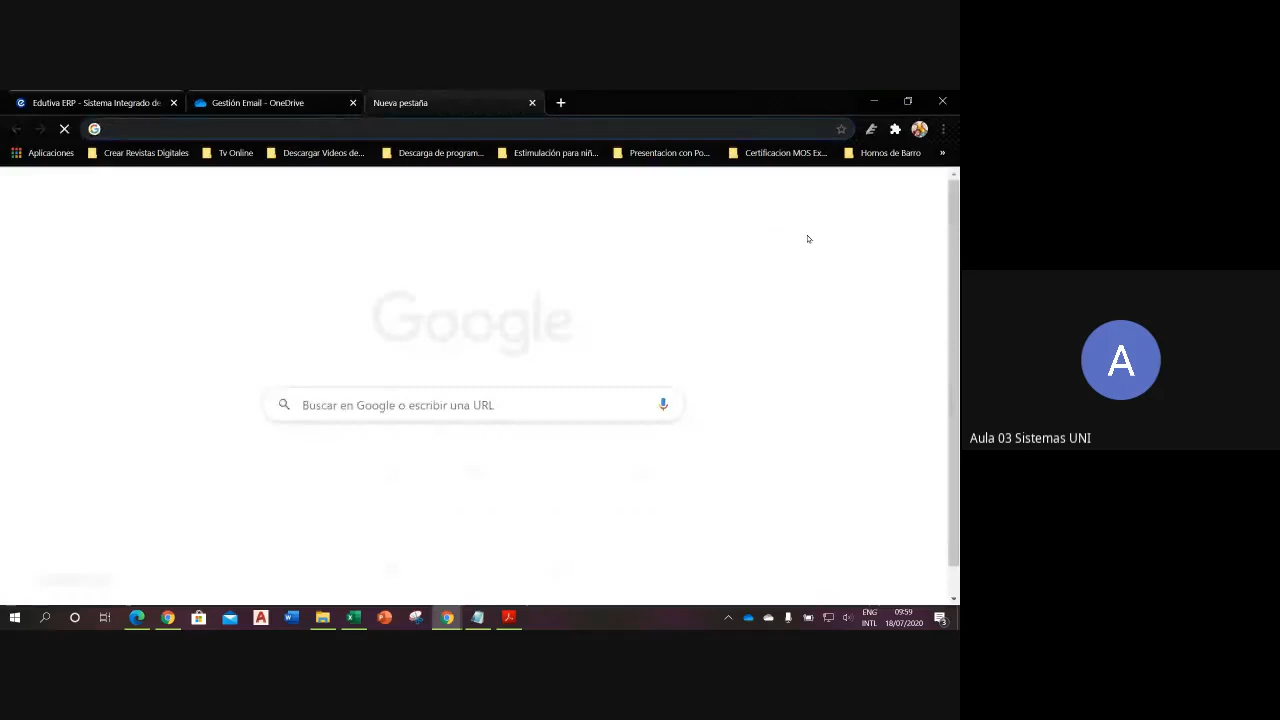 Edutiva ERP - Sistema Integrado de
Gestión Email - OneDrive
Nueva pestaña
Aplicaciones
Crear Revistas Digitales
Tv Online
Descargar Videos de...
Descarga de program...
Estimulación para niñ...
Presentacion con Po...
Certificacion MOS Ex...
Hornos de Barro
»
Google
Buscar en Google o escribir una URL
A
Aula 03 Sistemas UNI
ENG
INTL
09:59
18/07/2020